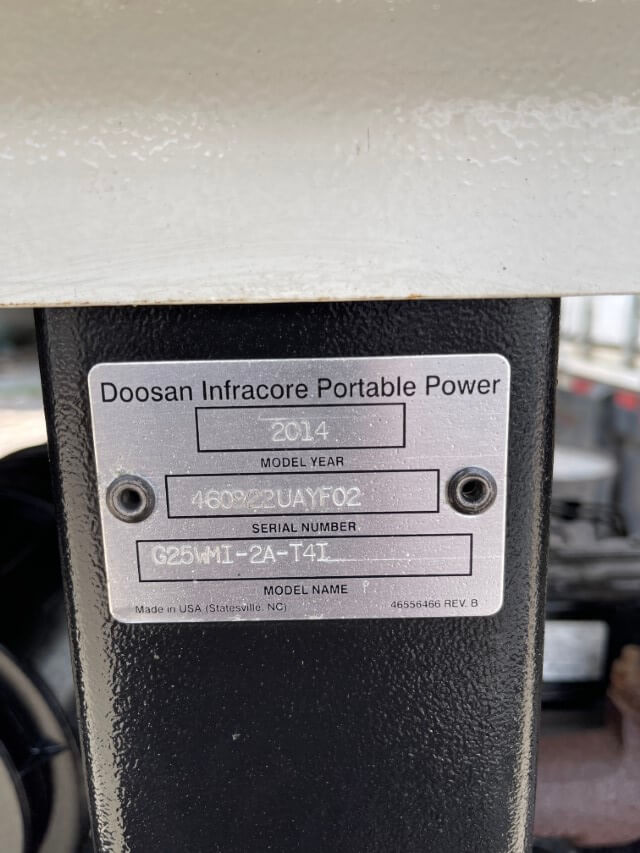 Doosan Infracore Portable Power
2014
MODEL YEAR
460922UAYF02
SERIAL NUMBER
G25WMI-2A-T4I
MODEL NAME
Made in USA (Statesville, NC) 46556466 REV. B